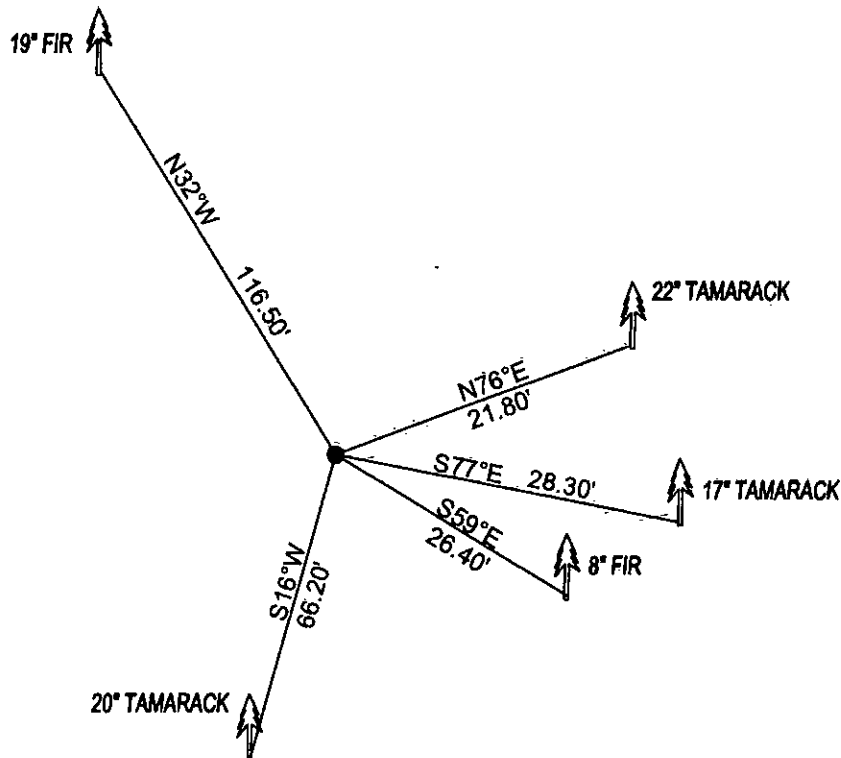 19" FIR
N32°W
116.50'
22" TAMARACK
N76°E
21.80'
S77°E 28.30'
17" TAMARACK
S59°E
26.40'
8" FIR
S16°W
66.20'
20" TAMARACK